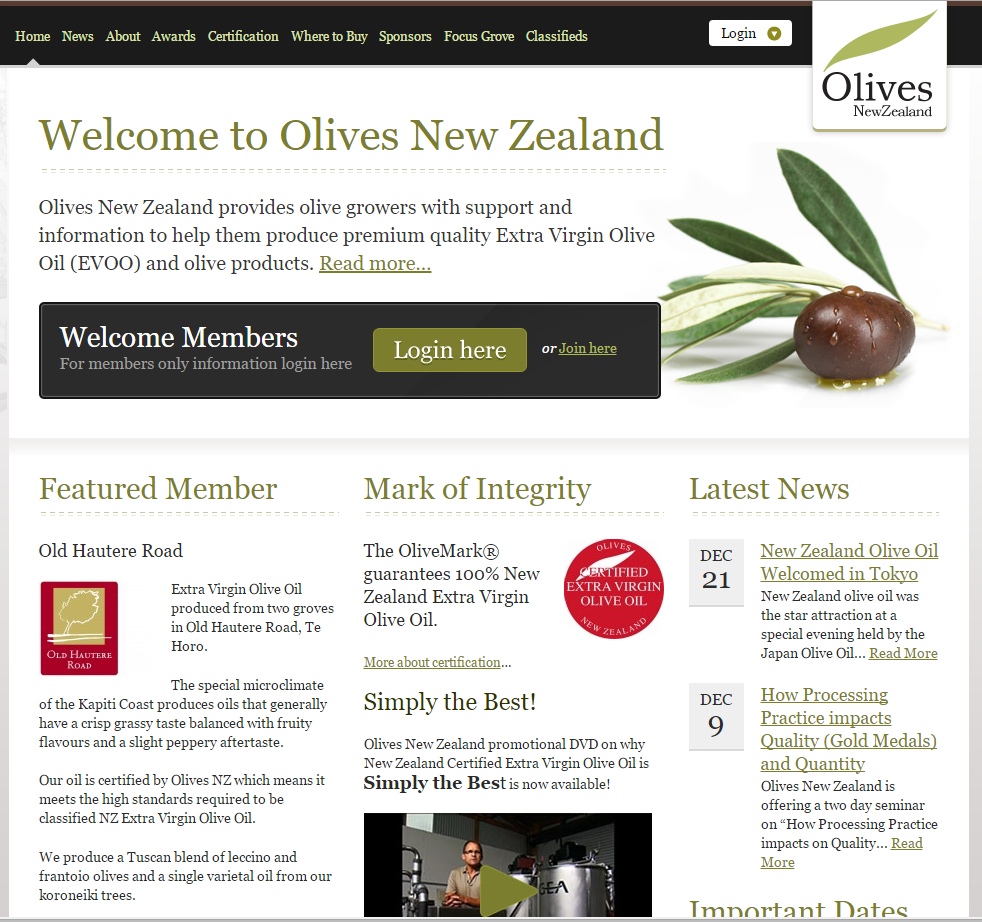 Home News About Awards Certification Where to Buy Sponsors Focus Grove Classifieds
Login
Olives
NewZealand
Welcome to Olives New Zealand
Olives New Zealand provides olive growers with support and
information to help them produce premium quality Extra Virgin Olive
Oil (EVOO) and olive products. Read more...
Welcome Members
For members only information login here
Login here
or Join here
Featured Member
Old Hautere Road
OLD HAUTERE
ROAD
Extra Virgin Olive Oil
produced from two groves
in Old Hautere Road, Te
Horo.
The special microclimate
of the Kapiti Coast produces oils that generally
have a crisp grassy taste balanced with fruity
flavours and a slight peppery aftertaste.
Our oil is certified by Olives NZ which means it
meets the high standards required to be
classified NZ Extra Virgin Olive Oil.
We produce a Tuscan blend of leccino and
frantoio olives and a single varietal oil from our
koroneiki trees.
Mark of Integrity
The OliveMark®
guarantees 100% New
Zealand Extra Virgin
Olive Oil.
OLIVES
CERTIFIED
EXTRA VIRGIN
OLIVE OIL
NEW ZEALAND
More about certification...
Simply the Best!
Olives New Zealand promotional DVD on why
New Zealand Certified Extra Virgin Olive Oil is
Simply the Best is now available!
GEA
Latest News
DEC
21
New Zealand Olive Oil
Welcomed in Tokyo
New Zealand olive oil was
the star attraction at a
special evening held by the
Japan Olive Oil... Read More
DEC
9
How Processing
Practice impacts
Quality (Gold Medals)
and Quantity
Olives New Zealand is
offering a two day seminar
on “How Processing Practice
impacts on Quality... Read
More
Important Dates